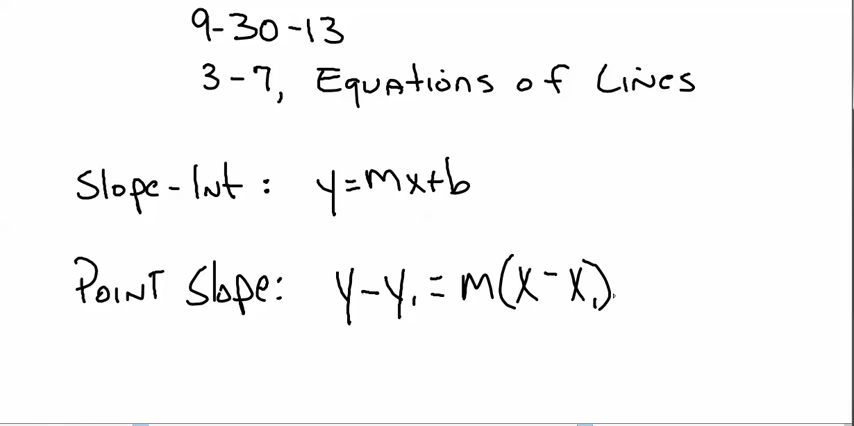 9-30-13
3-7, Equations of Lines
Slope-Int: y=mx+b
Point Slope: y-y₁=m(x-x₁)